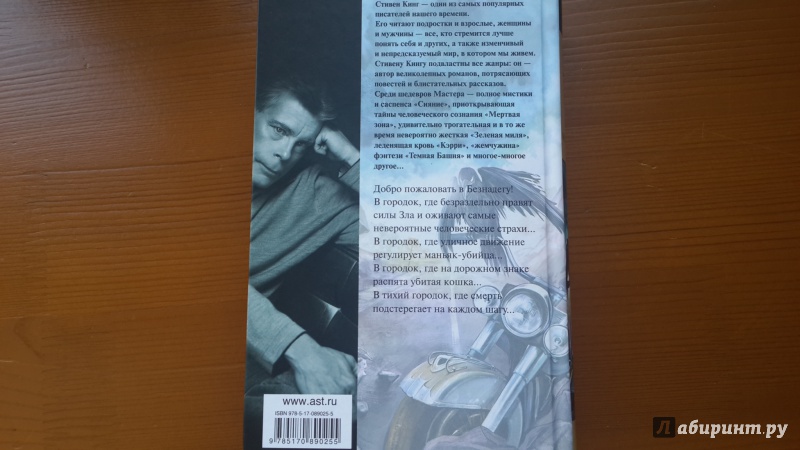 Стивен Кинг — один из самых популярных
писателей нашего времени.
Его читают подростки и взрослые, женщины
и мужчины — все, кто стремится лучше
понять себя и других, а также изменчивый
и непредсказуемый мир, в котором мы живем.
Стивену Кингу подвластны все жанры: он —
автор великолепных романов, потрясающих
повестей и блистательных рассказов.
Среди шедевров Мастера — полное мистики
и саспенса «Сияние», приоткрывающая
тайны человеческого сознания «Мертвая
зона», удивительно трогательная и в то же
время невероятно жесткая «Зеленая миля»,
леденящая кровь «Кэрри», «жемчужина»
фэнтези «Темная Башня» и многое-многое
другое...
Добро пожаловать в Безнадегу!
В городок, где безраздельно правят
силы Зла и оживают самые
невероятные человеческие страхи...
В городок, где уличное движение
регулирует маньяк-убийца...
В городок, где на дорожном знаке
распята убитая кошка...
В тихий городок, где смерть
подстерегает на каждом шагу...
www.ast.ru
ISBN 978-5-17-089025-5
9785170890255
Лабиринт.ру